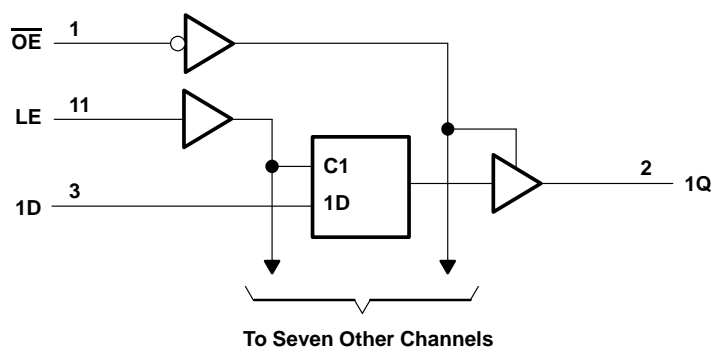 OE
1
LE
11
C1
1D
3
1D
2
1Q
To Seven Other Channels